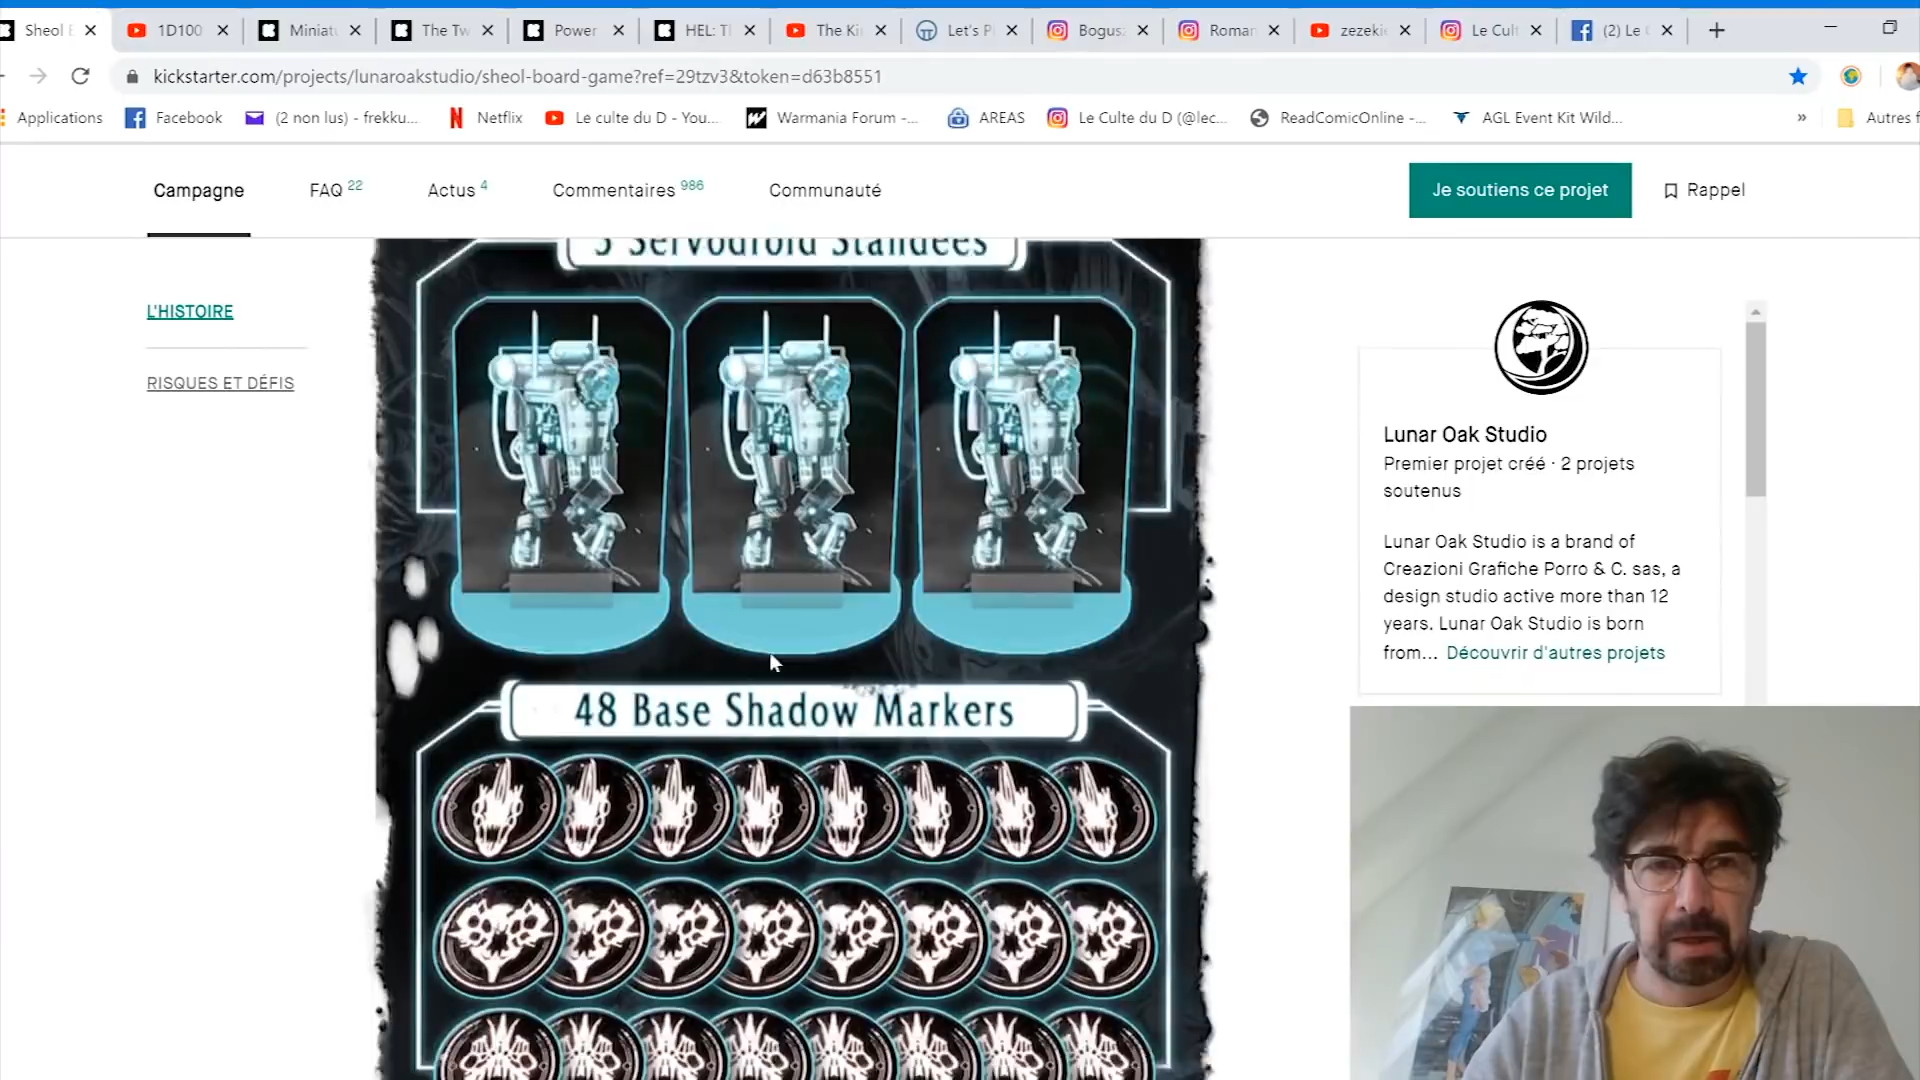 Sheol
1D100
Miniat
The Tw
Power
HEL: T
The Ki
Let's P
Bogus
Roman
zezeki
Le Cult
(2) Le
kickstarter.com/projects/lunaroakstudio/sheol-board-game?ref=29tzv3&token=d63b8551
Applications
Facebook
(2 non lus) - frekku...
Netflix
Le culte du D - You...
Warmania Forum -...
AREAS
Le Culte du D (@lec...
ReadComicOnline -...
AGL Event Kit Wild...
»
Autres f
Campagne
FAQ 22
Actus 4
Commentaires 986
Communauté
Je soutiens ce projet
Rappel
L'HISTOIRE
RISQUES ET DÉFIS
3 Servodroid Standees
48 Base Shadow Markers
Lunar Oak Studio
Premier projet créé · 2 projets
soutenus
Lunar Oak Studio is a brand of
Creazioni Grafiche Porro & C. sas, a
design studio active more than 12
years. Lunar Oak Studio is born
from... Découvrir d'autres projets